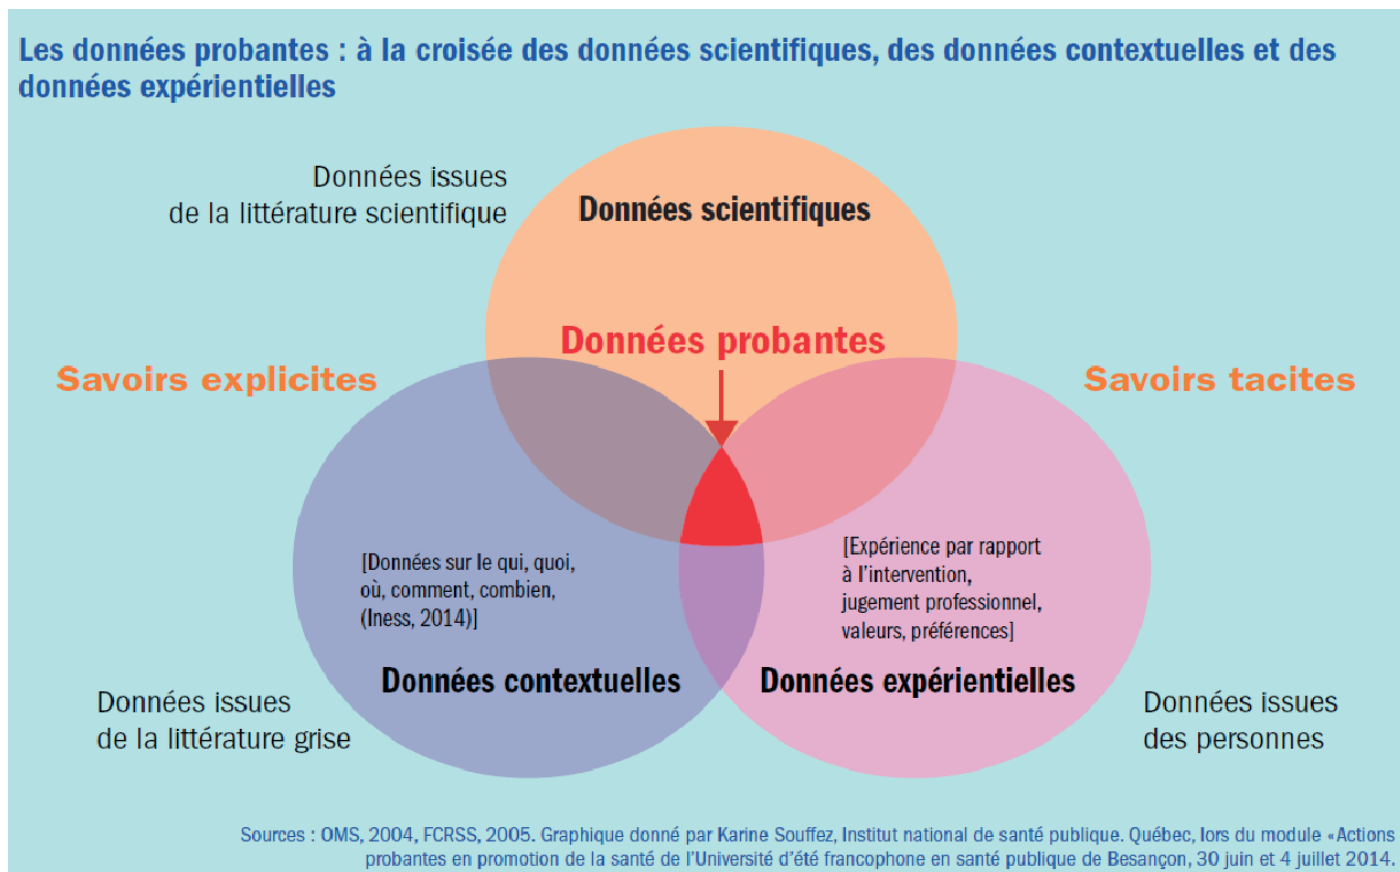 Les données probantes : à la croisée des données scientifiques, des données contextuelles et des
données expérientielles
Données issues
de la littérature scientifique
Données scientifiques
Données probantes
Savoirs explicites
Savoirs tacites
[Données sur le qui, quoi,
où, comment, combien,
(Iness, 2014)]
[Expérience par rapport
à l'intervention,
jugement professionnel,
valeurs, préférences]
Données contextuelles
Données expérientielles
Données issues
de la littérature grise
Données issues
des personnes
Sources : OMS, 2004, FCRSS, 2005. Graphique donné par Karine Souffez, Institut national de santé publique. Québec, lors du module «Actions
probantes en promotion de la santé de l'Université d'été francophone en santé publique de Besançon, 30 juin et 4 juillet 2014.